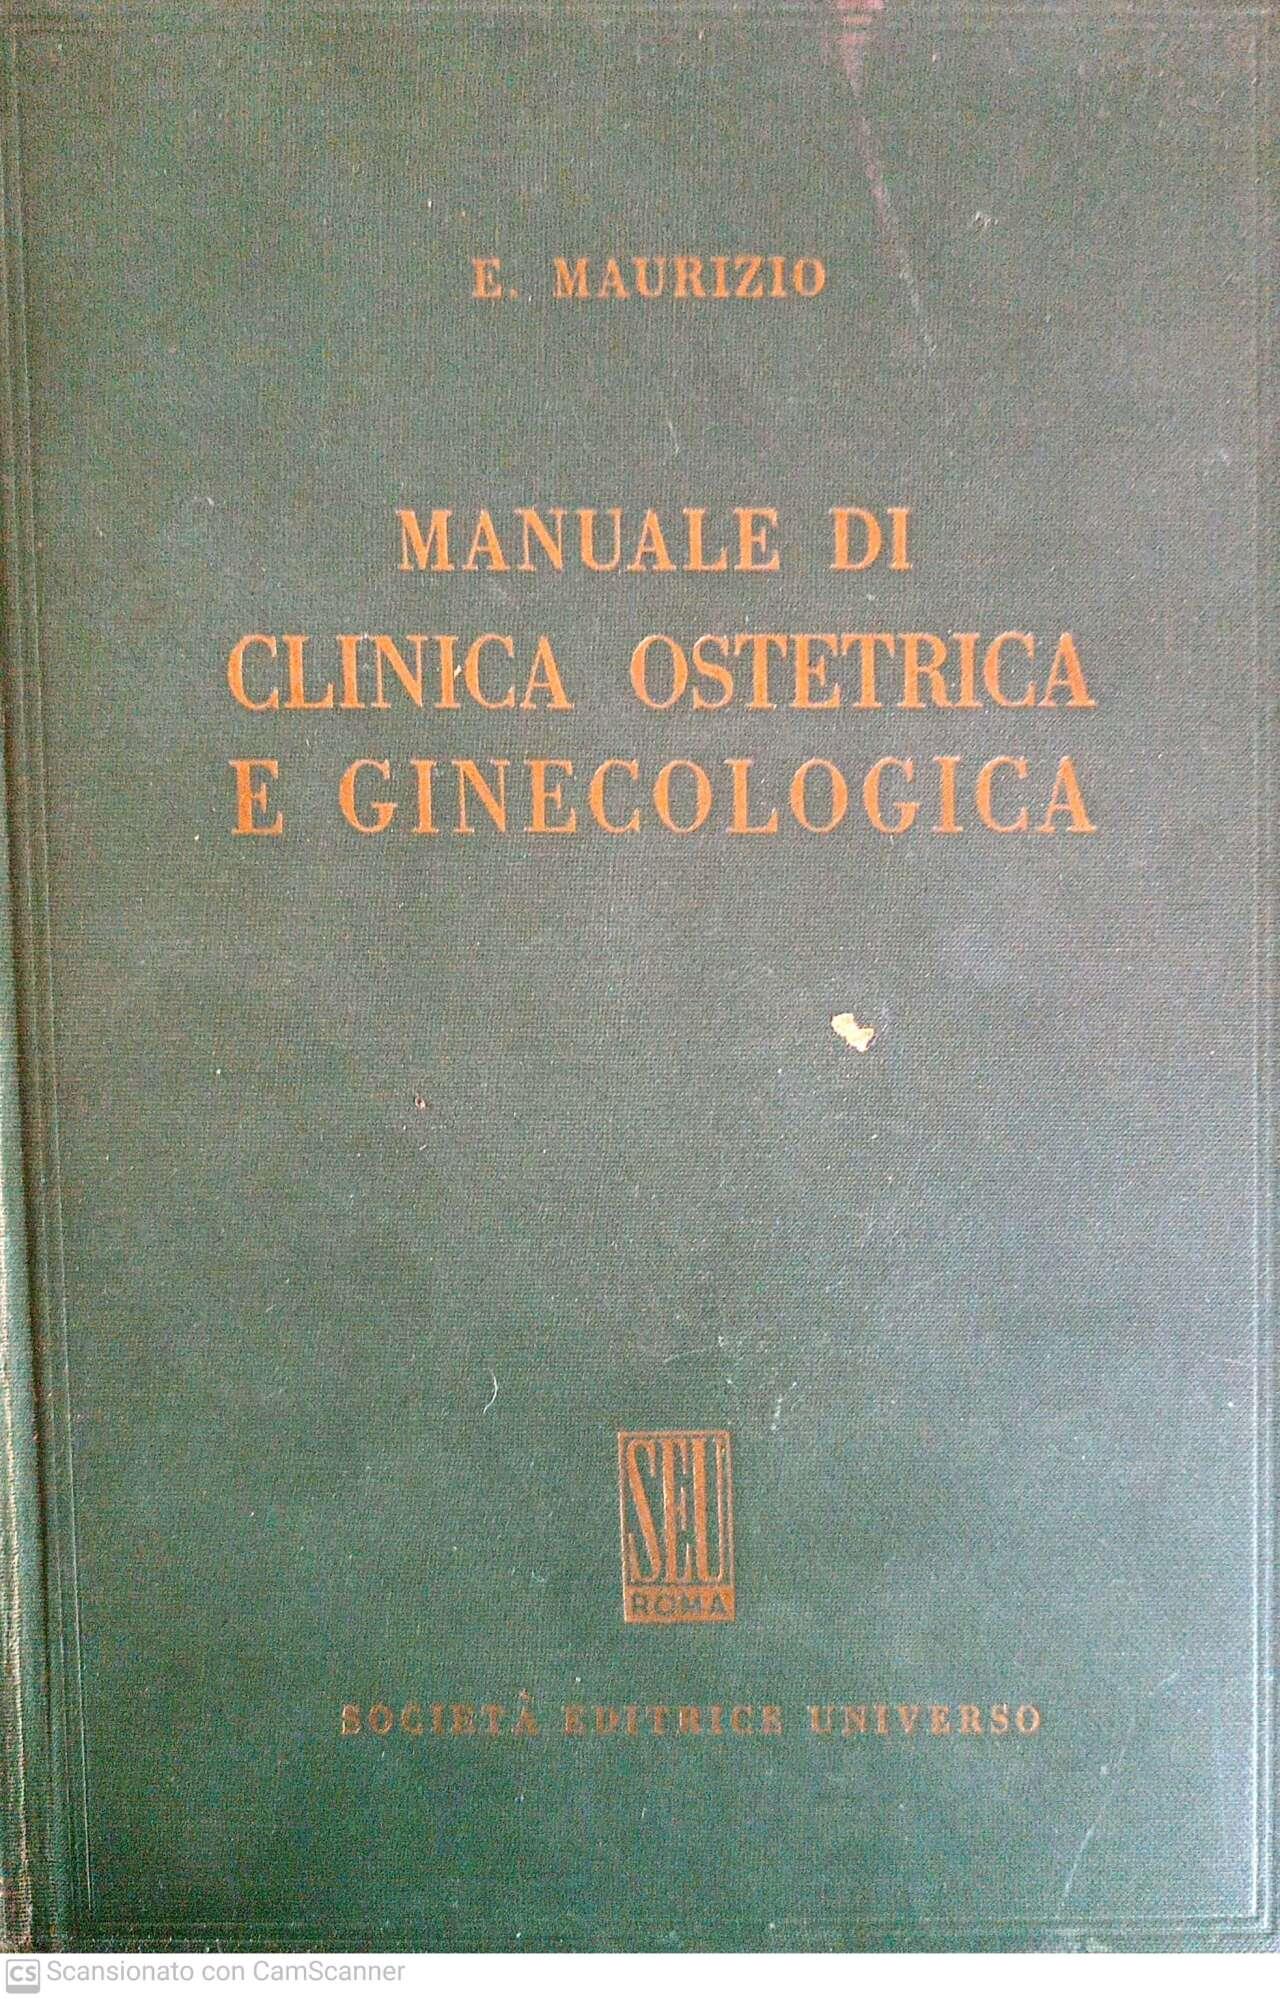 E. MAURIZIO
MANUALE DI
CLINICA OSTETRICA
E GINECOLOGICA
SEU
ROMA
SOCIETÀ EDITRICE UNIVERSO
CS Scansionato con CamScanner